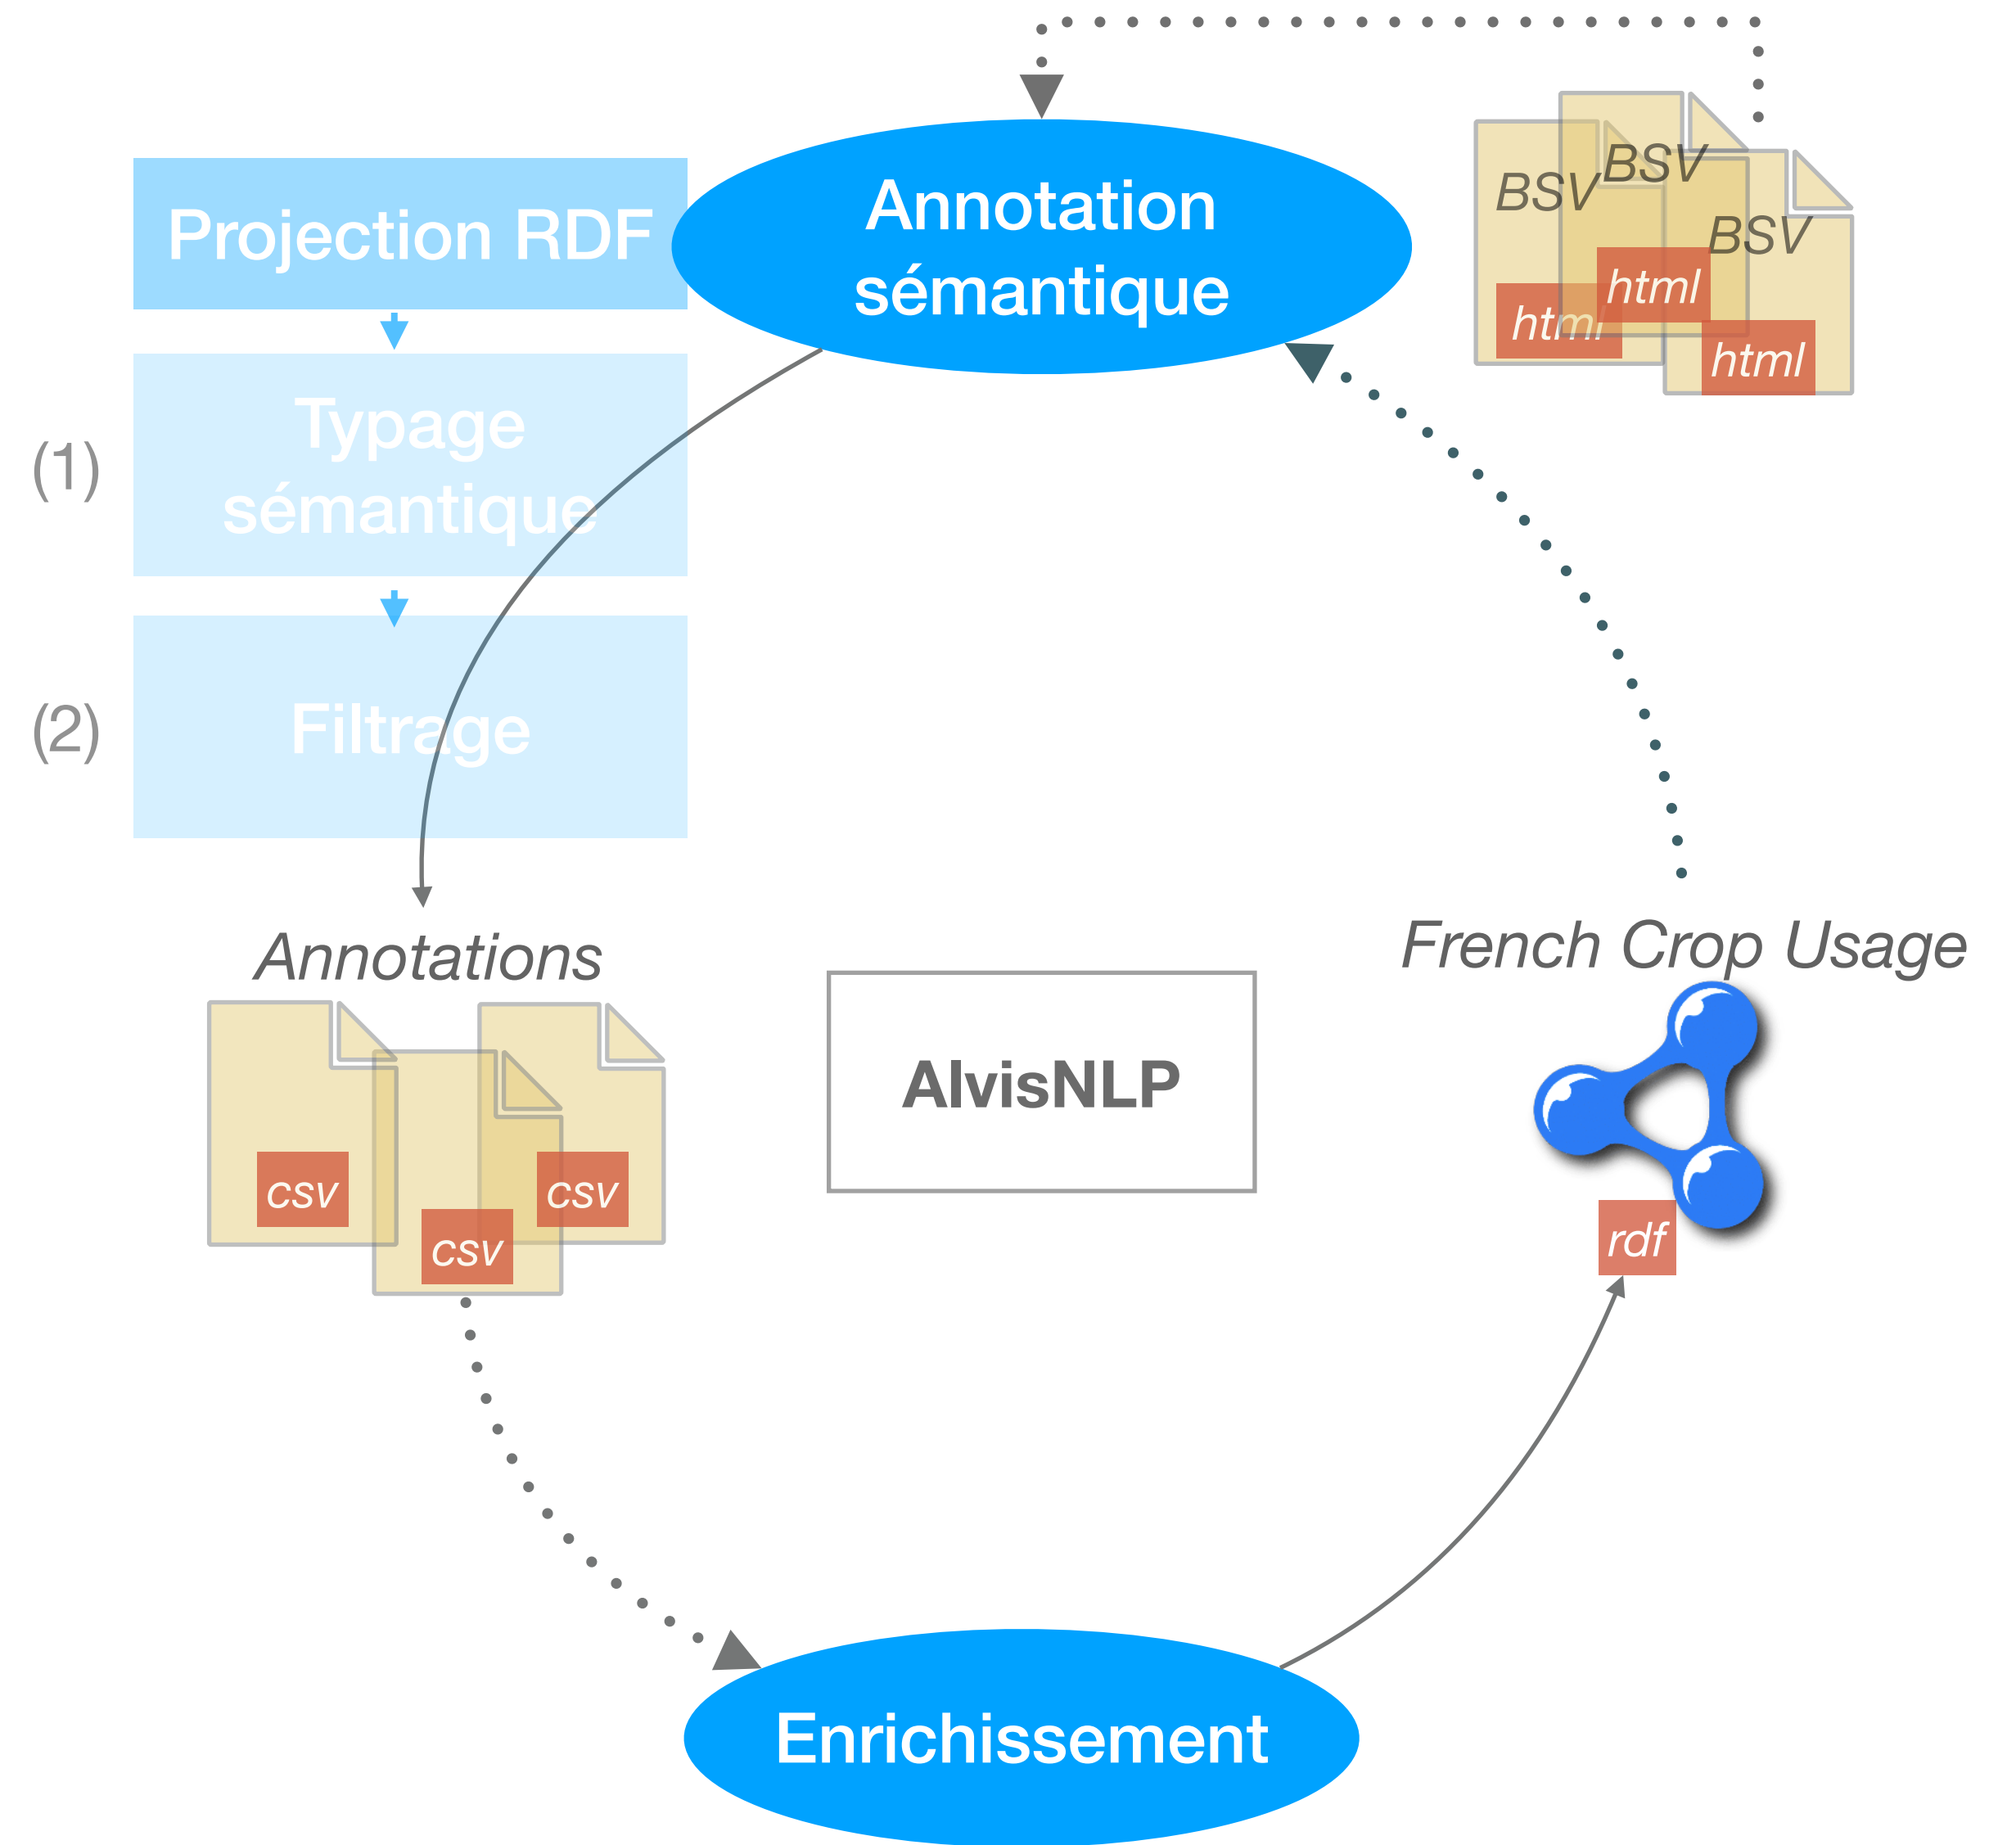 Projection RDF
Annotation
sémantique
BSV
BSV
BSV
html
html
html
(1)
Typage
sémantique
(2)
Filtrage
Annotations
csv
csv
csv
AlvisNLP
French Crop Usage
rdf
Enrichissement